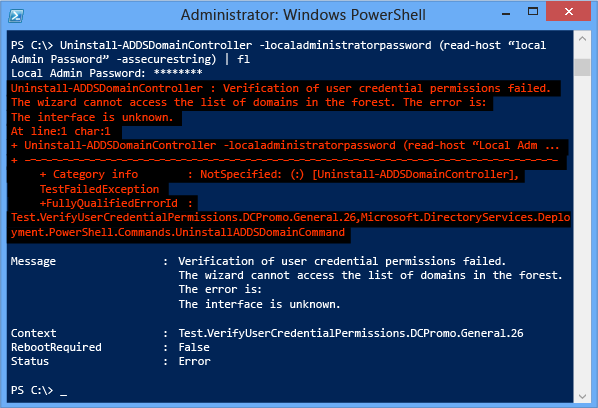 Administrator: Windows PowerShell
PS C:\> Uninstall-ADDSDomainController -localadministratorpassword (read-host “local
Admin Password” -assecurestring) | fl
Local Admin Password: ********
Uninstall-ADDSDomainController : Verification of user credential permissions failed.
The wizard cannot access the list of domains in the forest. The error is:
The interface is unknown.
At line:1 char:1
+ Uninstall-ADDSDomainController -localadministratorpassword (read-host “Local Adm ...
+ ~~~~~~~~~~~~~~~~~~~~~~~~~~~~~~~~~~~~~~~~~~~~~~~~~~~~~~~~~~~~~~~~~~~~~~~~~~~
+ Category info : NotSpecified: (:) [Uninstall-ADDSDomainController],
TestFailedException
+FullyQualifiedErrorId :
Test.VerifyUserCredentialPermissions.DCPromo.General.26,Microsoft.DirectoryServices.Deplo
yment.PowerShell.Commands.UninstallADDSDomainCommand
Message : Verification of user credential permissions failed.
The wizard cannot access the list of domains in the forest.
The error is:
The interface is unknown.
Context : Test.VerifyUserCredentialPermissions.DCPromo.General.26
RebootRequired : False
Status : Error
PS C:\> _